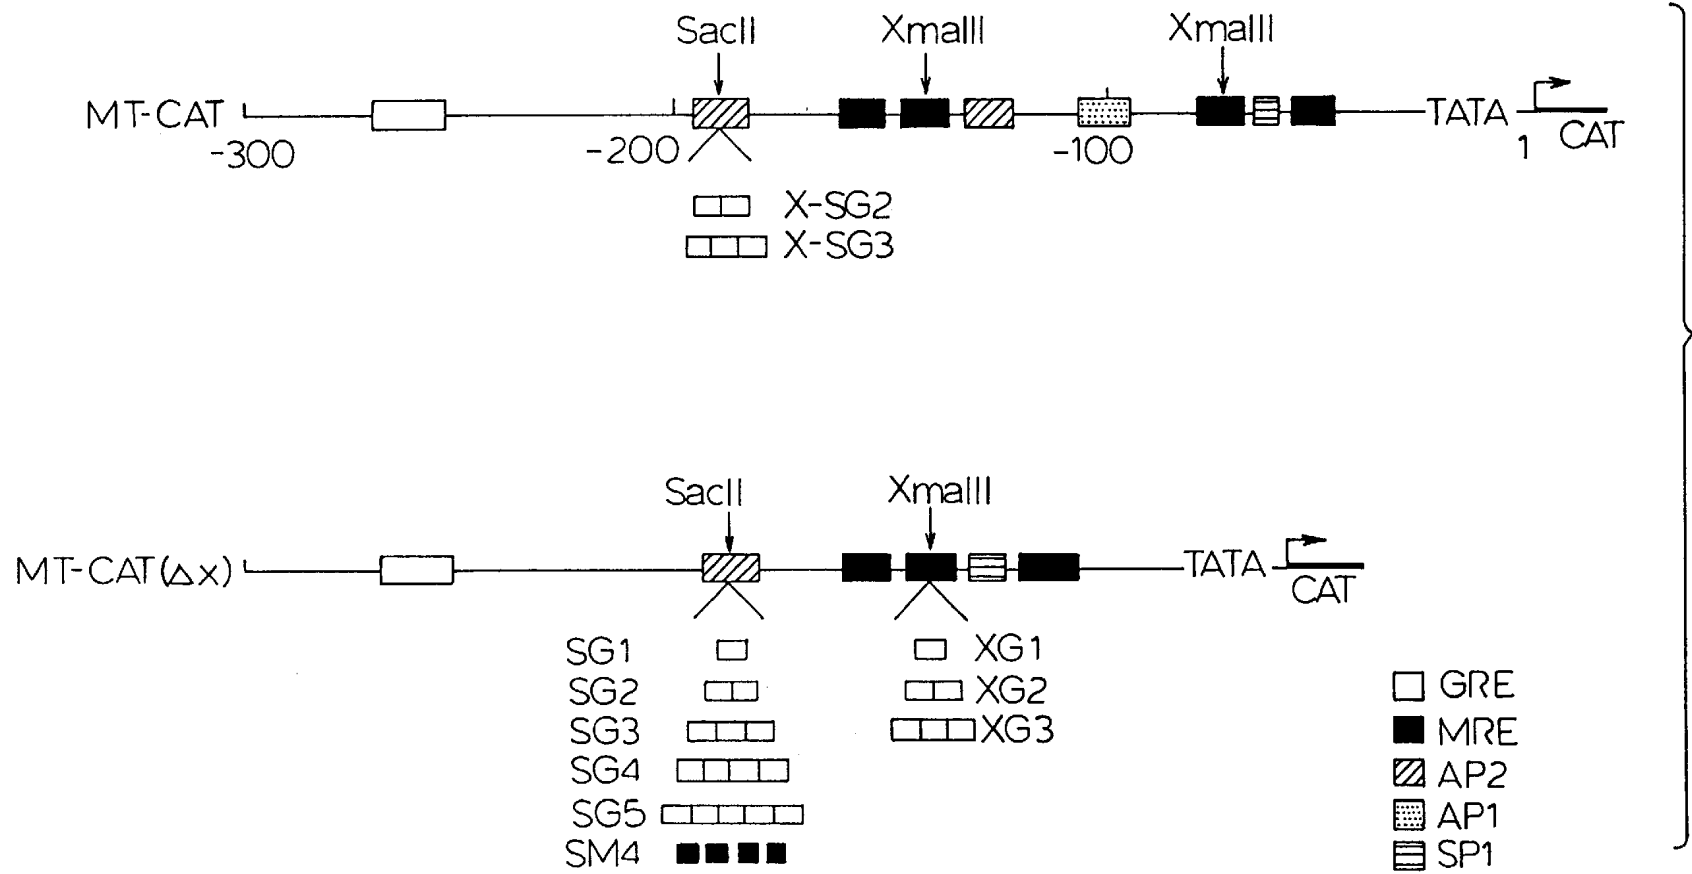 SacII XmaIII XmaIII
MT-CAT TATA
-300 -200 -100 1 CAT
X-SG2
X-SG3
SacII XmaIII
MT-CAT(Δx) TATA
CAT
SG1 XG1
SG2 XG2
SG3 XG3
SG4
SG5
SM4
GRE
MRE
AP2
AP1
SP1